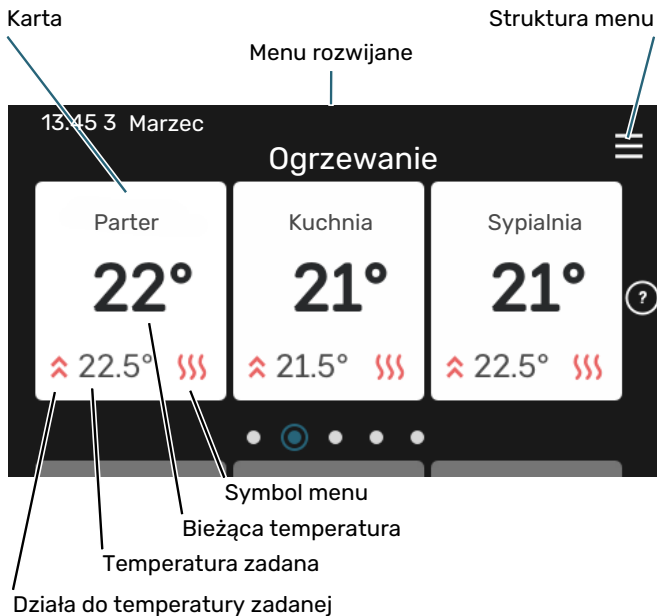 Karta
Struktura menu
Menu rozwijane
13.45 3 Marzec
Ogrzewanie
Parter
Kuchnia
Sypialnia
22°
21°
21°
?
22.5°
21.5°
22.5°
Symbol menu
Bieżąca temperatura
Temperatura zadana
Działa do temperatury zadanej